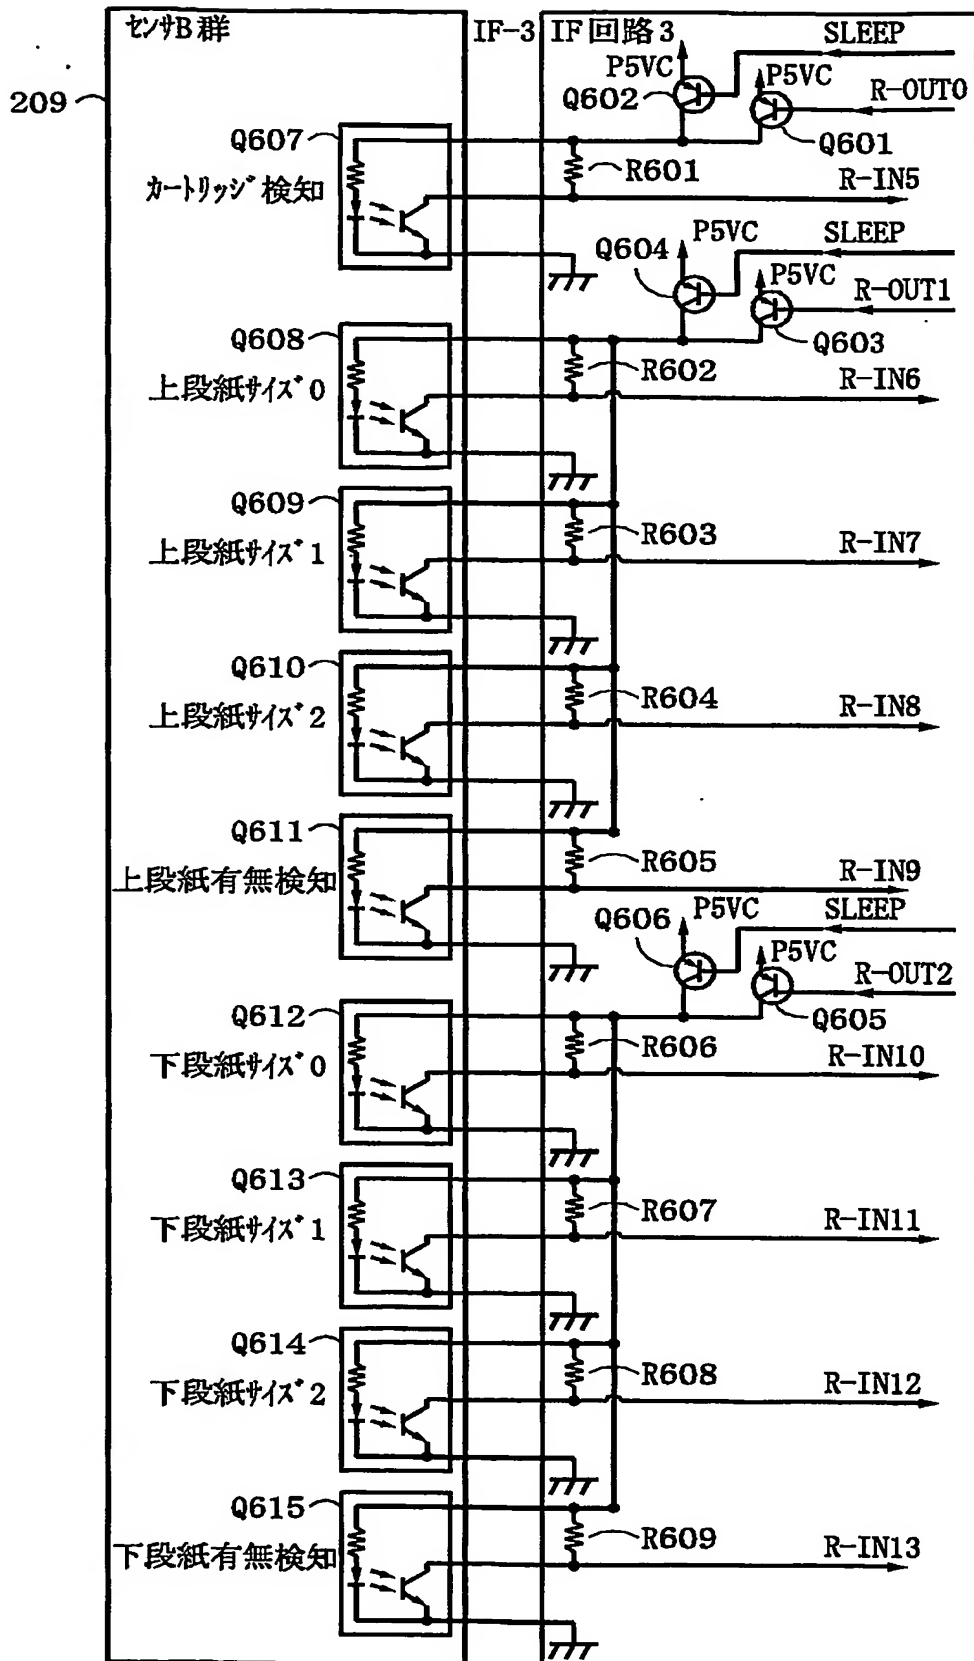 センサB群
IF-3
IF回路3
SLEEP
P5VC
P5VC
R-OUT0
209
Q602
Q601
Q607
カートリッジ検知
R601
R-IN5
P5VC
SLEEP
Q604
P5VC
R-OUT1
Q603
Q608
上段紙サイズ0
R602
R-IN6
Q609
上段紙サイズ1
R603
R-IN7
Q610
上段紙サイズ2
R604
R-IN8
Q611
上段紙有無検知
R605
R-IN9
P5VC
SLEEP
Q606
P5VC
R-OUT2
Q605
Q612
下段紙サイズ0
R606
R-IN10
Q613
下段紙サイズ1
R607
R-IN11
Q614
下段紙サイズ2
R608
R-IN12
Q615
下段紙有無検知
R609
R-IN13